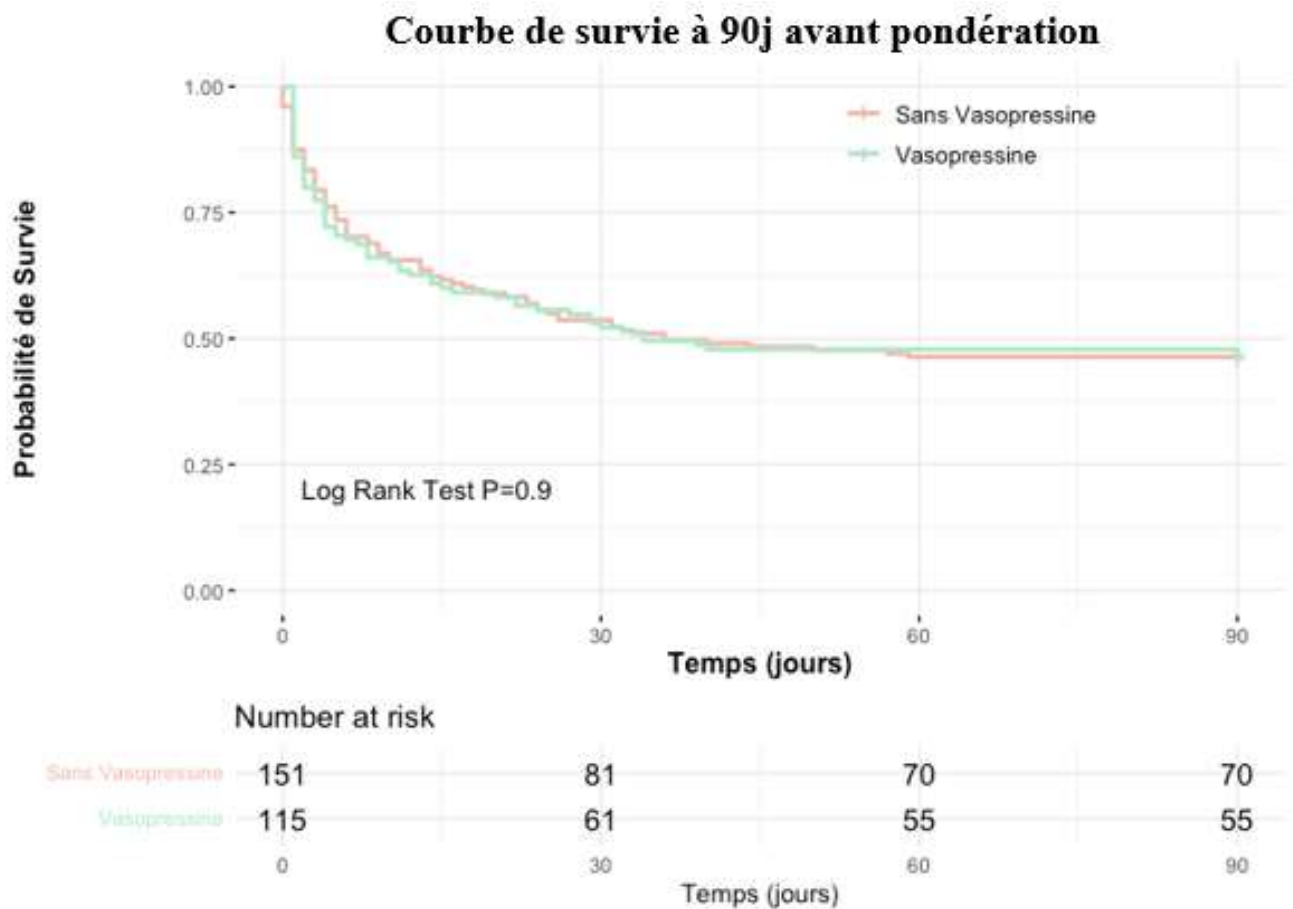 Courbe de survie à 90j avant pondération
Probabilité de Survie
1.00
0.75
0.50
0.25
0.00
Sans Vasopressine
Vasopressine
Log Rank Test P=0.9
0 30 60 90
Temps (jours)
Number at risk
Sans Vasopressine 151 81 70 70
Vasopressine 115 61 55 55
0 30 60 90
Temps (jours)